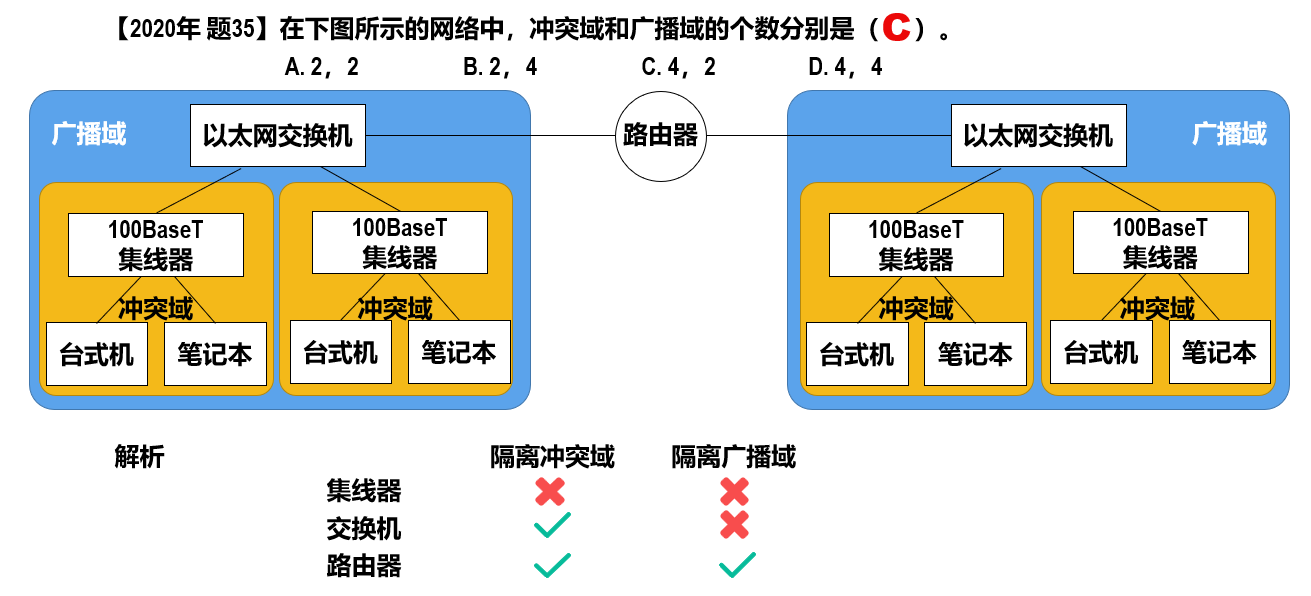 【2020年 题35】在下图所示的网络中，冲突域和广播域的个数分别是（C）。
A. 2，2 B. 2，4 C. 4，2 D. 4，4
广播域 以太网交换机 路由器 以太网交换机 广播域
100BaseT 100BaseT 100BaseT 100BaseT
集线器 集线器 集线器 集线器
冲突域 冲突域 冲突域 冲突域
台式机 笔记本 台式机 笔记本 台式机 笔记本 台式机 笔记本
解析 隔离冲突域 隔离广播域
集线器
交换机
路由器